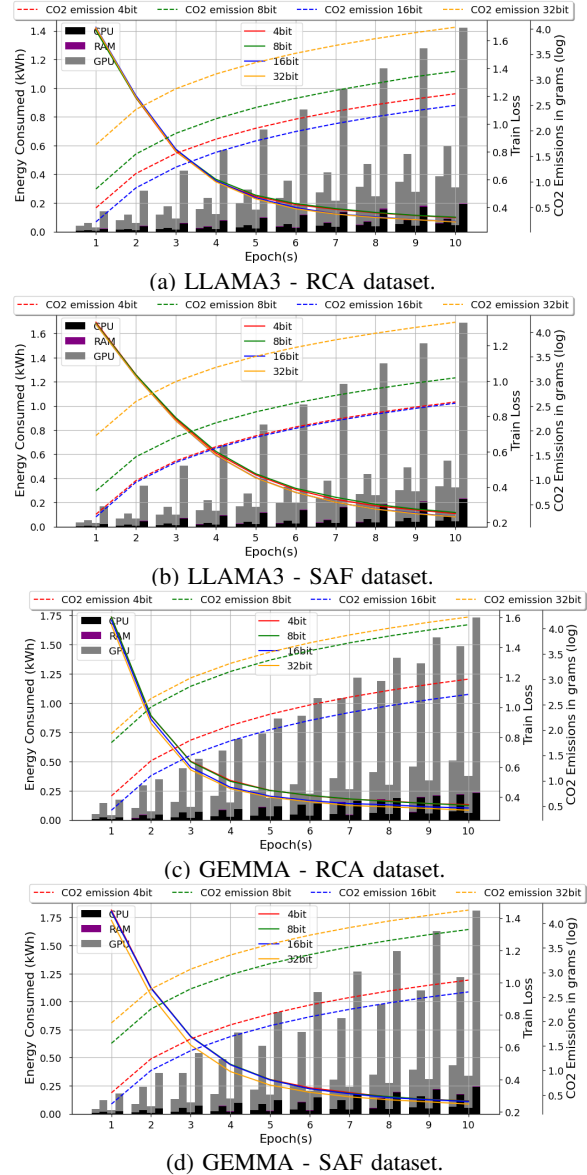 CO2 emission 4bit CO2 emission 8bit CO2 emission 16bit CO2 emission 32bit
CPU
RAM
GPU
4bit
8bit
16bit
32bit
Energy Consumed (kWh)
1.4
1.2
1.0
0.8
0.6
0.4
0.2
0.0
1 2 3 4 5 6 7 8 9 10
Epoch(s)
1.6
1.4
1.2
1.0
0.8
0.6
0.4
Train Loss
4.0
3.5
3.0
2.5
2.0
1.5
1.0
0.5
CO2 Emissions in grams (log)
(a) LLAMA3 - RCA dataset.
CO2 emission 4bit CO2 emission 8bit CO2 emission 16bit CO2 emission 32bit
CPU
RAM
GPU
4bit
8bit
16bit
32bit
Energy Consumed (kWh)
1.6
1.4
1.2
1.0
0.8
0.6
0.4
0.2
0.0
1 2 3 4 5 6 7 8 9 10
Epoch(s)
1.2
1.0
0.8
0.6
0.4
0.2
Train Loss
4.0
3.5
3.0
2.5
2.0
1.5
1.0
0.5
CO2 Emissions in grams (log)
(b) LLAMA3 - SAF dataset.
CO2 emission 4bit CO2 emission 8bit CO2 emission 16bit CO2 emission 32bit
CPU
RAM
GPU
4bit
8bit
16bit
32bit
Energy Consumed (kWh)
1.75
1.50
1.25
1.00
0.75
0.50
0.25
0.00
1 2 3 4 5 6 7 8 9 10
Epoch(s)
1.6
1.4
1.2
1.0
0.8
0.6
0.4
Train Loss
4.0
3.5
3.0
2.5
2.0
1.5
1.0
0.5
CO2 Emissions in grams (log)
(c) GEMMA - RCA dataset.
CO2 emission 4bit CO2 emission 8bit CO2 emission 16bit CO2 emission 32bit
CPU
RAM
GPU
4bit
8bit
16bit
32bit
Energy Consumed (kWh)
1.75
1.50
1.25
1.00
0.75
0.50
0.25
0.00
1 2 3 4 5 6 7 8 9 10
Epoch(s)
1.4
1.2
1.0
0.8
0.6
0.4
0.2
Train Loss
4.0
3.5
3.0
2.5
2.0
1.5
1.0
0.5
CO2 Emissions in grams (log)
(d) GEMMA - SAF dataset.